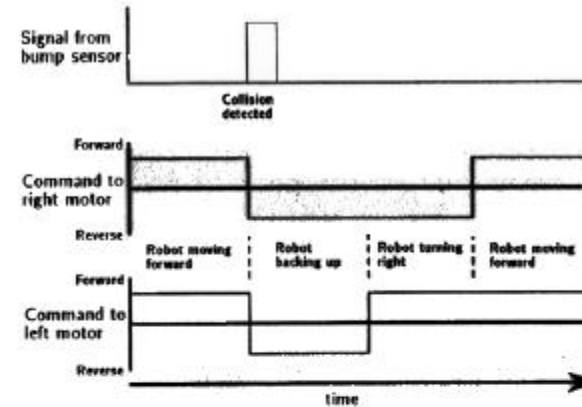 Signal from
bump sensor
Collision
detected
Forward
Command to
right motor
Reverse
Robot moving
forward
Robot
backing up
Robot turning
right
Robot moving
forward
Forward
Command to
left motor
Reverse
time